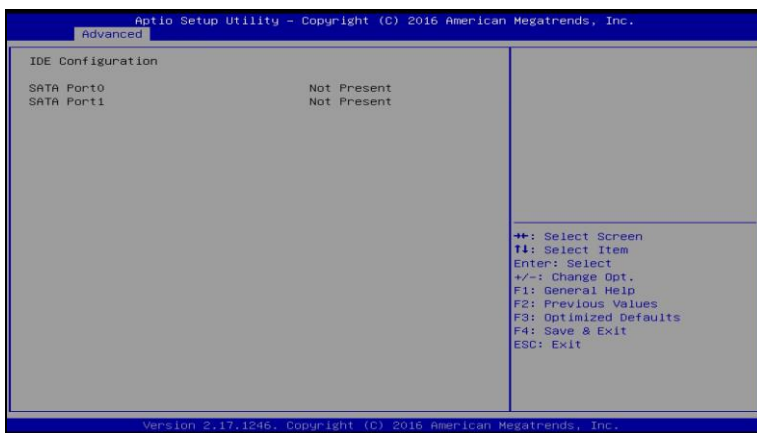 Aptio Setup Utility – Copyright (C) 2016 American Megatrends, Inc.
Advanced
IDE Configuration
SATA Port0 Not Present
SATA Port1 Not Present
→←: Select Screen
↑↓: Select Item
Enter: Select
+/-: Change Opt.
F1: General Help
F2: Previous Values
F3: Optimized Defaults
F4: Save & Exit
ESC: Exit
Version 2.17.1246. Copyright (C) 2016 American Megatrends, Inc.